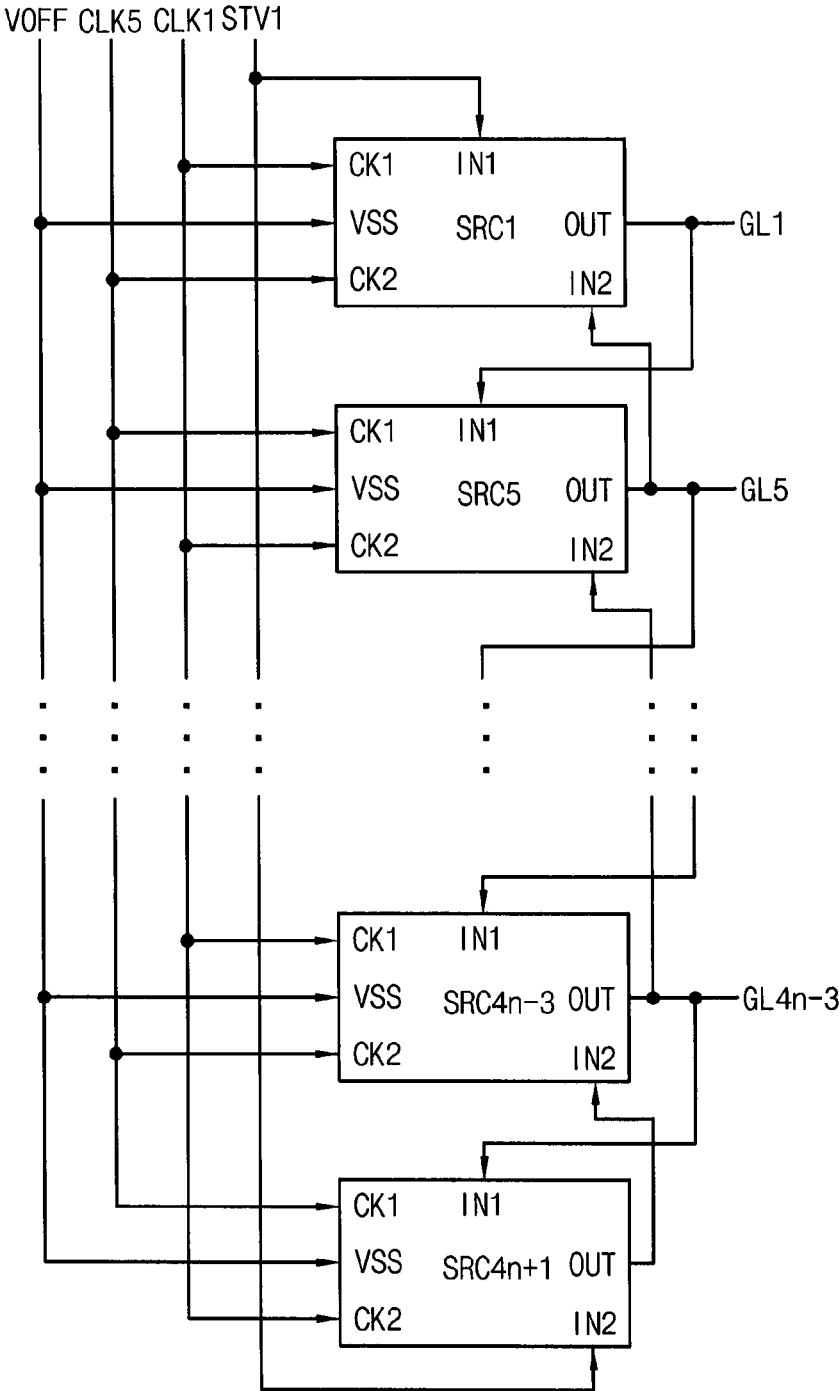 VOFF CLK5 CLK1 STV1
CK1 IN1
VSS SRC1 OUT GL1
CK2 IN2
CK1 IN1
VSS SRC5 OUT GL5
CK2 IN2
CK1 IN1
VSS SRC4n-3 OUT GL4n-3
CK2 IN2
CK1 IN1
VSS SRC4n+1 OUT
CK2 IN2